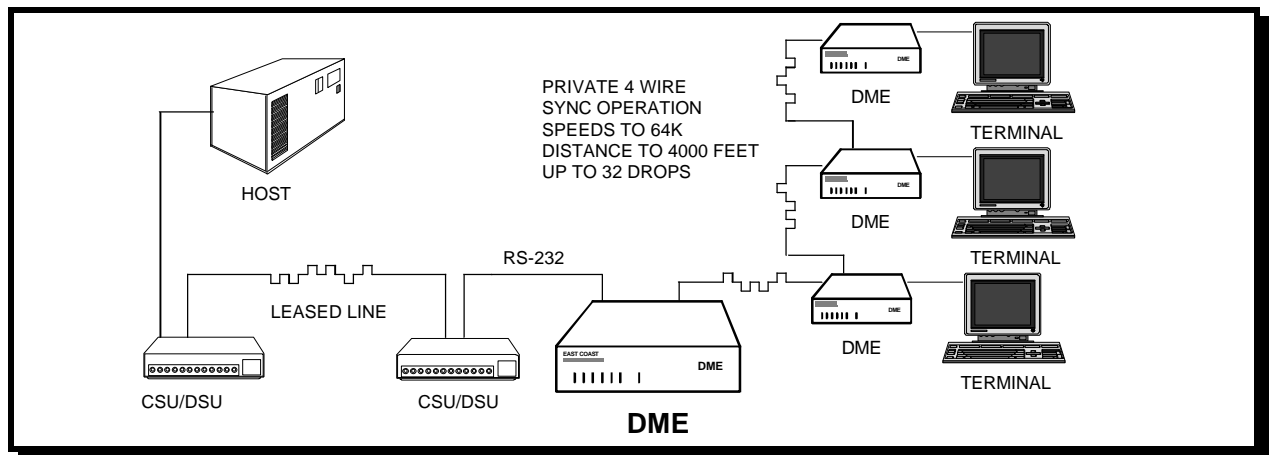 PRIVATE 4 WIRE
SYNC OPERATION
SPEEDS TO 64K
DISTANCE TO 4000 FEET
UP TO 32 DROPS
HOST
DME
DME
TERMINAL
DME
DME
TERMINAL
RS-232
LEASED LINE
DME
DME
TERMINAL
EAST COAST
DME
CSU/DSU
CSU/DSU
DME